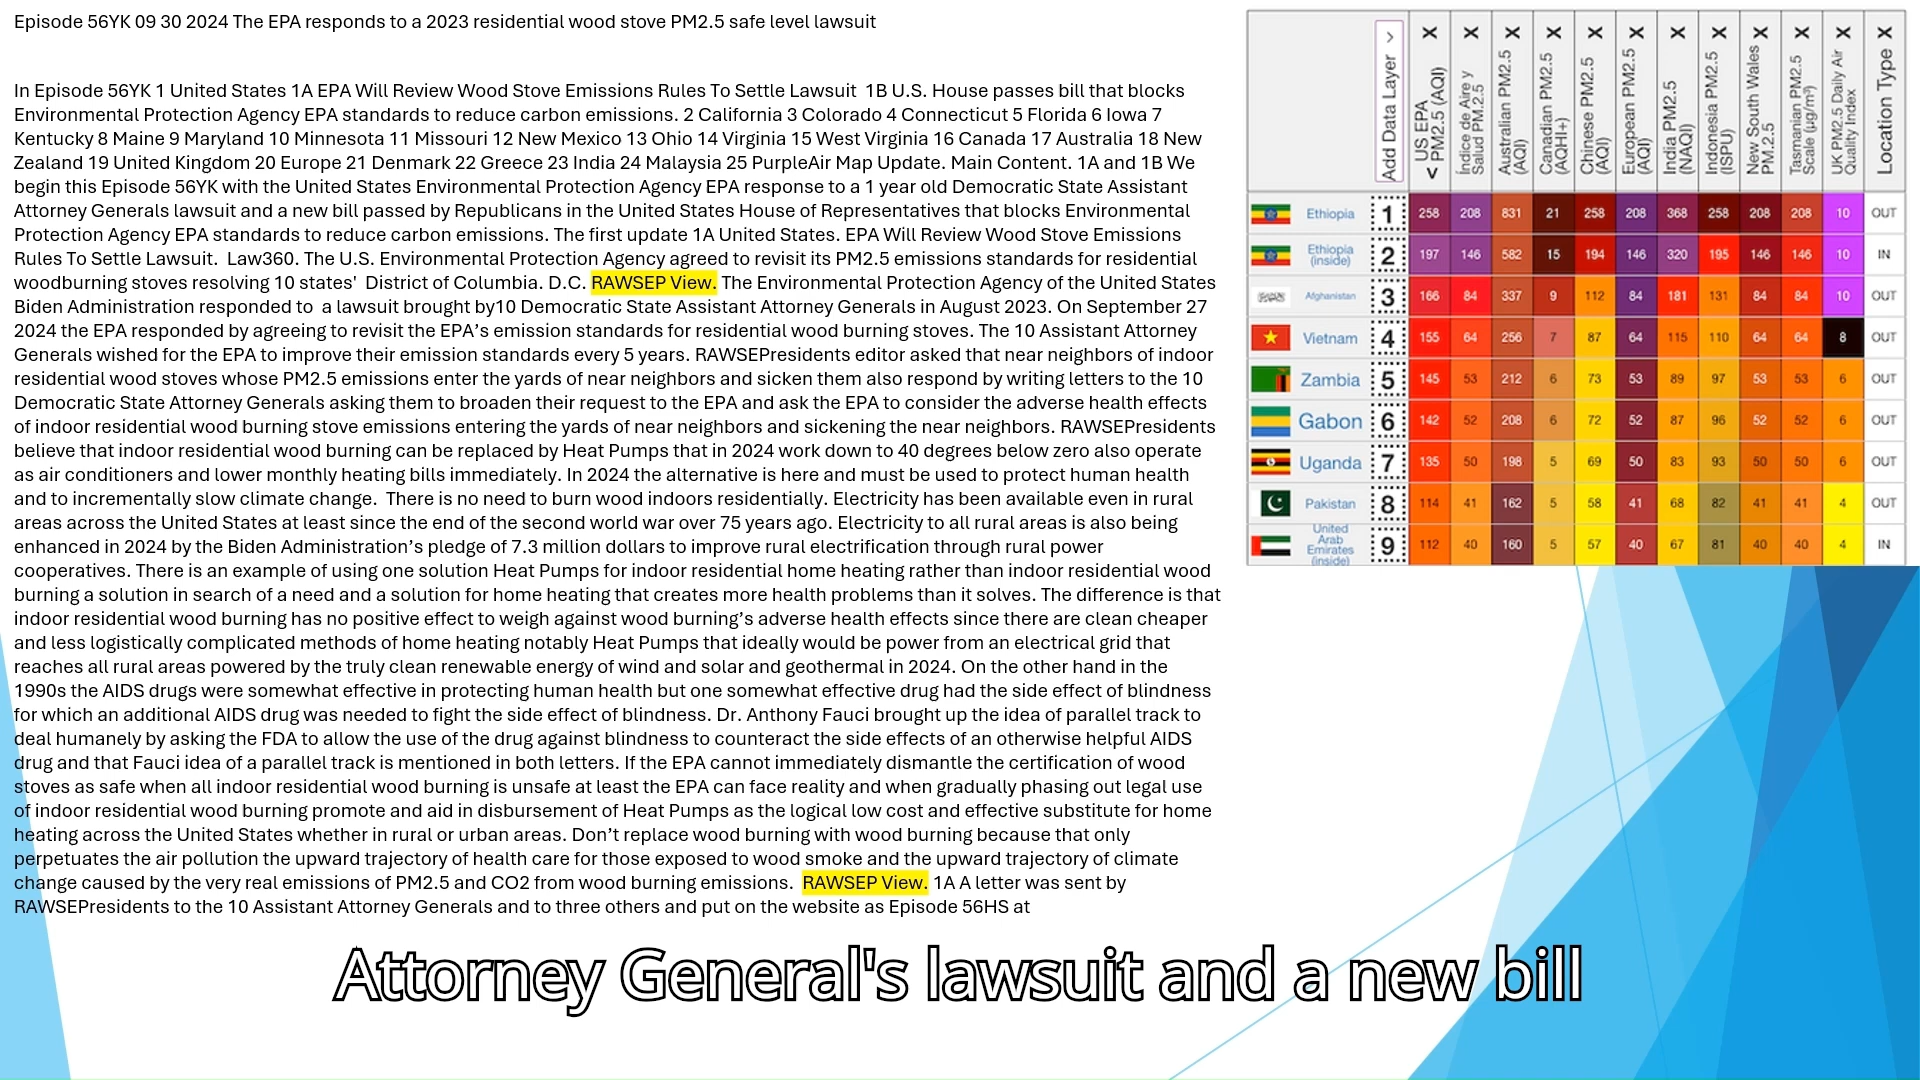 Episode 56YK 09 30 2024 The EPA responds to a 2023 residential wood stove PM2.5 safe level lawsuit
In Episode 56YK 1 United States 1A EPA Will Review Wood Stove Emissions Rules To Settle Lawsuit  1B U.S. House passes bill that blocks
Environmental Protection Agency EPA standards to reduce carbon emissions. 2 California 3 Colorado 4 Connecticut 5 Florida 6 Iowa 7
Kentucky 8 Maine 9 Maryland 10 Minnesota 11 Missouri 12 New Mexico 13 Ohio 14 Virginia 15 West Virginia 16 Canada 17 Australia 18 New
Zealand 19 United Kingdom 20 Europe 21 Denmark 22 Greece 23 India 24 Malaysia 25 PurpleAir Map Update. Main Content. 1A and 1B We
begin this Episode 56YK with the United States Environmental Protection Agency EPA response to a 1 year old Democratic State Assistant
Attorney Generals lawsuit and a new bill passed by Republicans in the United States House of Representatives that blocks Environmental
Protection Agency EPA standards to reduce carbon emissions. The first update 1A United States. EPA Will Review Wood Stove Emissions
Rules To Settle Lawsuit.  Law360. The U.S. Environmental Protection Agency agreed to revisit its PM2.5 emissions standards for residential
woodburning stoves resolving 10 states'  District of Columbia. D.C. RAWSEP View. The Environmental Protection Agency of the United States
Biden Administration responded to  a lawsuit brought by10 Democratic State Assistant Attorney Generals in August 2023. On September 27
2024 the EPA responded by agreeing to revisit the EPA’s emission standards for residential wood burning stoves. The 10 Assistant Attorney
Generals wished for the EPA to improve their emission standards every 5 years. RAWSEPresidents editor asked that near neighbors of indoor
residential wood stoves whose PM2.5 emissions enter the yards of near neighbors and sicken them also respond by writing letters to the 10
Democratic State Attorney Generals asking them to broaden their request to the EPA and ask the EPA to consider the adverse health effects
of indoor residential wood burning stove emissions entering the yards of near neighbors and sickening the near neighbors. RAWSEPresidents
believe that indoor residential wood burning can be replaced by Heat Pumps that in 2024 work down to 40 degrees below zero also operate
as air conditioners and lower monthly heating bills immediately. In 2024 the alternative is here and must be used to protect human health
and to incrementally slow climate change.  There is no need to burn wood indoors residentially. Electricity has been available even in rural
areas across the United States at least since the end of the second world war over 75 years ago. Electricity to all rural areas is also being
enhanced in 2024 by the Biden Administration’s pledge of 7.3 million dollars to improve rural electrification through rural power
cooperatives. There is an example of using one solution Heat Pumps for indoor residential home heating rather than indoor residential wood
burning a solution in search of a need and a solution for home heating that creates more health problems than it solves. The difference is that
indoor residential wood burning has no positive effect to weigh against wood burning’s adverse health effects since there are clean cheaper
and less logistically complicated methods of home heating notably Heat Pumps that ideally would be power from an electrical grid that
reaches all rural areas powered by the truly clean renewable energy of wind and solar and geothermal in 2024. On the other hand in the
1990s the AIDS drugs were somewhat effective in protecting human health but one somewhat effective drug had the side effect of blindness
for which an additional AIDS drug was needed to fight the side effect of blindness. Dr. Anthony Fauci brought up the idea of parallel track to
deal humanely by asking the FDA to allow the use of the drug against blindness to counteract the side effects of an otherwise helpful AIDS
drug and that Fauci idea of a parallel track is mentioned in both letters. If the EPA cannot immediately dismantle the certification of wood
stoves as safe when all indoor residential wood burning is unsafe at least the EPA can face reality and when gradually phasing out legal use
of indoor residential wood burning promote and aid in disbursement of Heat Pumps as the logical low cost and effective substitute for home
heating across the United States whether in rural or urban areas. Don’t replace wood burning with wood burning because that only
perpetuates the air pollution the upward trajectory of health care for those exposed to wood smoke and the upward trajectory of climate
change caused by the very real emissions of PM2.5 and CO2 from wood burning emissions.  RAWSEP View. 1A A letter was sent by
RAWSEPresidents to the 10 Assistant Attorney Generals and to three others and put on the website as Episode 56HS at
Add Data Layer >
X X X X X X X X X X X X
< US EPA PM2.5 (AQI)
Índice de Aire y Salud PM2.5
Australian PM2.5 (AQI)
Canadian PM2.5 (AQHI+)
Chinese PM2.5 (AQI)
European PM2.5 (AQI)
India PM2.5 (NAQI)
Indonesia PM2.5 (ISPU)
New South Wales PM2.5
Tasmanian PM2.5 Scale (µg/m³)
UK PM2.5 Daily Air Quality Index
Location Type
Ethiopia 1 258 208 831 21 258 208 368 258 208 208 10 OUT
Ethiopia (inside) 2 197 146 582 15 194 146 320 195 146 146 10 IN
Afghanistan 3 166 84 337 9 112 84 181 131 84 84 10 OUT
Vietnam 4 155 64 256 7 87 64 115 110 64 64 8 OUT
Zambia 5 145 53 212 6 73 53 89 97 53 53 6 OUT
Gabon 6 142 52 208 6 72 52 87 96 52 52 6 OUT
Uganda 7 135 50 198 5 69 50 83 93 50 50 6 OUT
Pakistan 8 114 41 162 5 58 41 68 82 41 41 4 OUT
United Arab Emirates (inside) 9 112 40 160 5 57 40 67 81 40 40 4 IN
Attorney General's lawsuit and a new bill